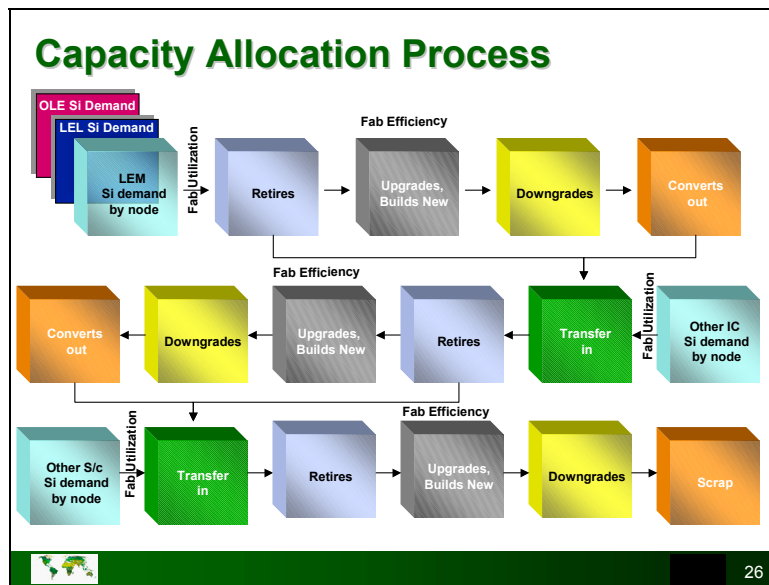 Capacity Allocation Process
OLE Si Demand
LEL Si Demand
LEM
Si demand
by node
Fab Utilization
Retires
Fab Efficiency
Upgrades,
Builds New
Downgrades
Converts
out
Converts
out
Downgrades
Fab Efficiency
Upgrades,
Builds New
Retires
Transfer
in
Fab Utilization
Other IC
Si demand
by node
Other S/c
Si demand
by node
Fab Utilization
Transfer
in
Retires
Fab Efficiency
Upgrades,
Builds New
Downgrades
Scrap
26